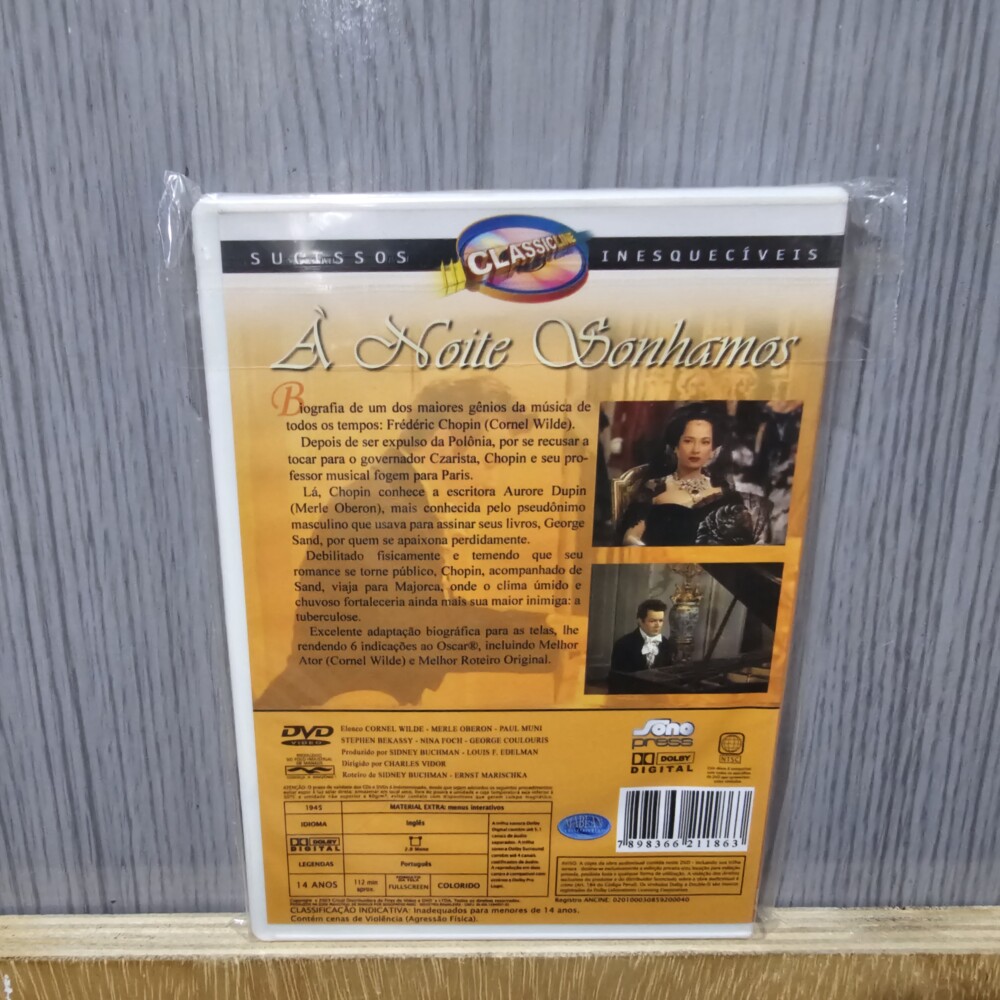 SUCESSOS
CLASSICLINE
INESQUECÍVEIS
À Noite Sonhamos
Biografia de um dos maiores gênios da música de
todos os tempos: Frédéric Chopin (Cornel Wilde).
Depois de ser expulso da Polônia, por se recusar a
tocar para o governador Czarista, Chopin e seu pro-
fessor musical fogem para Paris.
Lá, Chopin conhece a escritora Aurore Dupin
(Merle Oberon), mais conhecida pelo pseudônimo
masculino que usava para assinar seus livros, George
Sand, por quem se apaixona perdidamente.
Debilitado fisicamente e temendo que seu
romance se torne público, Chopin, acompanhado de
Sand, viaja para Majorca, onde o clima úmido e
chuvoso fortaleceria ainda mais sua maior inimiga: a
tuberculose.
Excelente adaptação biográfica para as telas, lhe
rendendo 6 indicações ao Oscar®, incluindo Melhor
Ator (Cornel Wilde) e Melhor Roteiro Original.
DVD
VIDEO
Elenco CORNEL WILDE - MERLE OBERON - PAUL MUNI
STEPHEN BEKASSY - NINA FOCH - GEORGE COULOURIS
Produzido por SIDNEY BUCHMAN - LOUIS F. EDELMAN
Dirigido por CHARLES VIDOR
Roteiro de SIDNEY BUCHMAN - ERNST MARISCHKA
Sono
press
DOLBY
DIGITAL
NTSC
1945
MATERIAL EXTRA: menus interativos
IDIOMA
Inglês
DOLBY
DIGITAL
2.0 Mono
LEGENDAS
Português
14 ANOS
112 min
aprox.
FULLSCREEN
COLORIDO
7 898366 211863
Registro ANCINE: 02010003085920040
CLASSIFICAÇÃO INDICATIVA: Inadequados para menores de 14 anos.
Contém cenas de Violência (Agressão Física).